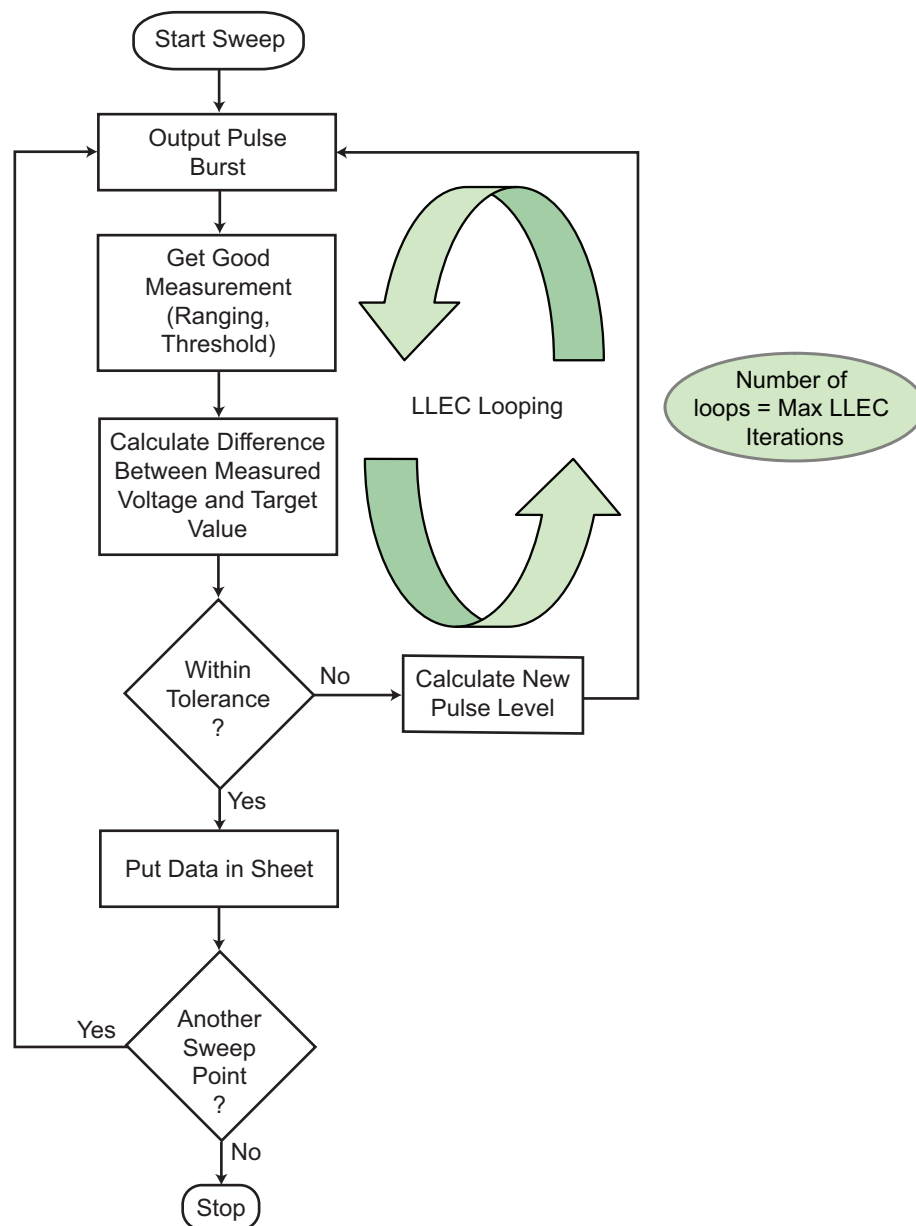 Start Sweep
Output Pulse
Burst
Get Good
Measurement
(Ranging,
Threshold)
LLEC Looping
Number of
loops = Max LLEC
Iterations
Calculate Difference
Between Measured
Voltage and Target
Value
Within
Tolerance
?
No
Calculate New
Pulse Level
Yes
Put Data in Sheet
Yes
Another
Sweep
Point
?
No
Stop